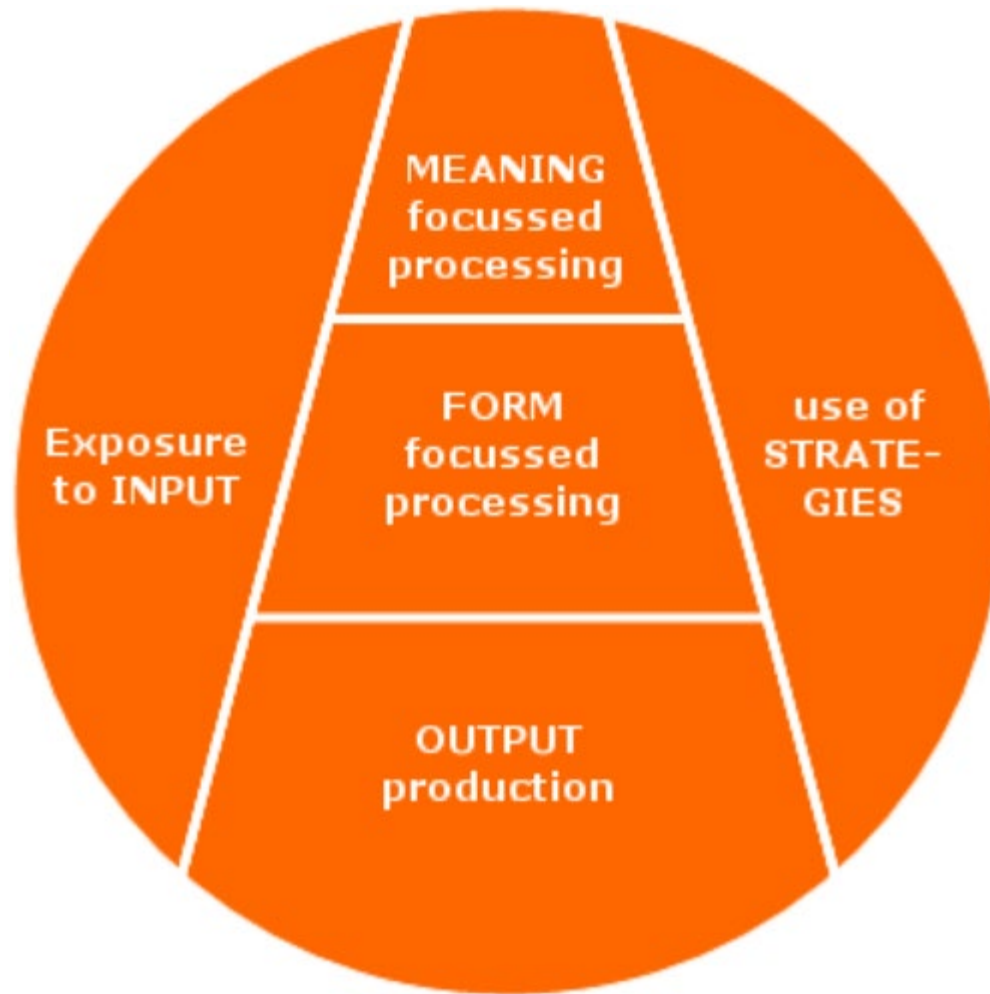 MEANING
focussed
processing
Exposure
to INPUT
FORM
focussed
processing
use of
STRATE-
GIES
OUTPUT
production